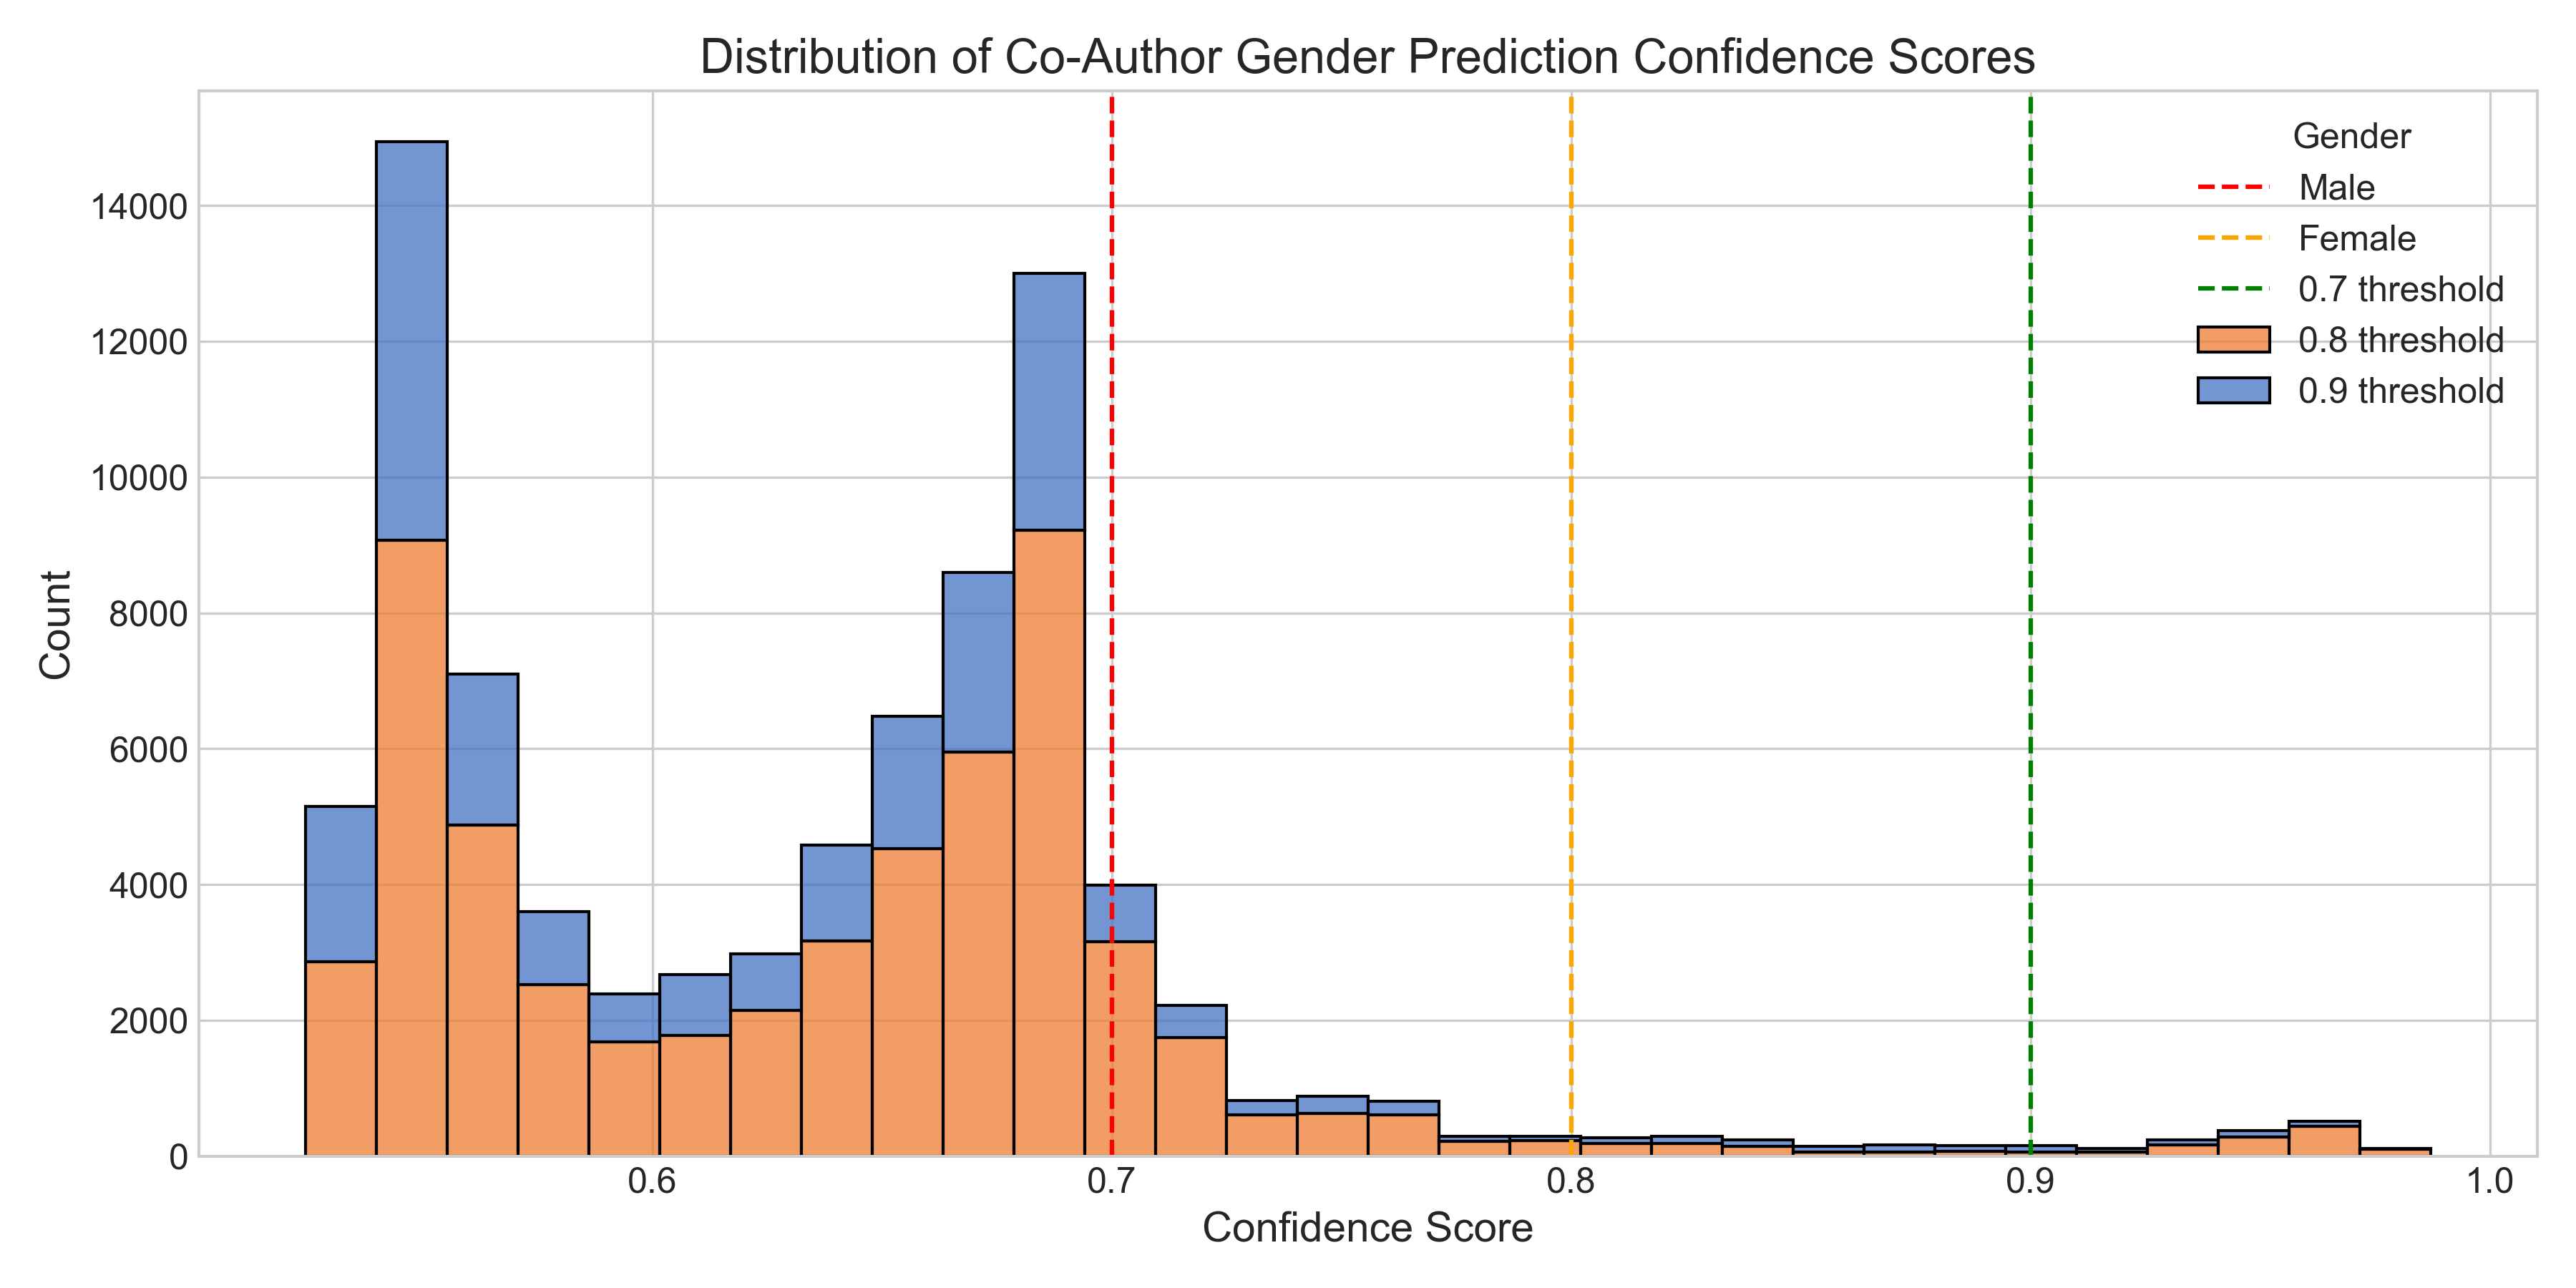 Distribution of Co-Author Gender Prediction Confidence Scores
Gender
Male
Female
0.7 threshold
0.8 threshold
0.9 threshold
Count
14000
12000
10000
8000
6000
4000
2000
0
0.6 0.7 0.8 0.9 1.0
Confidence Score